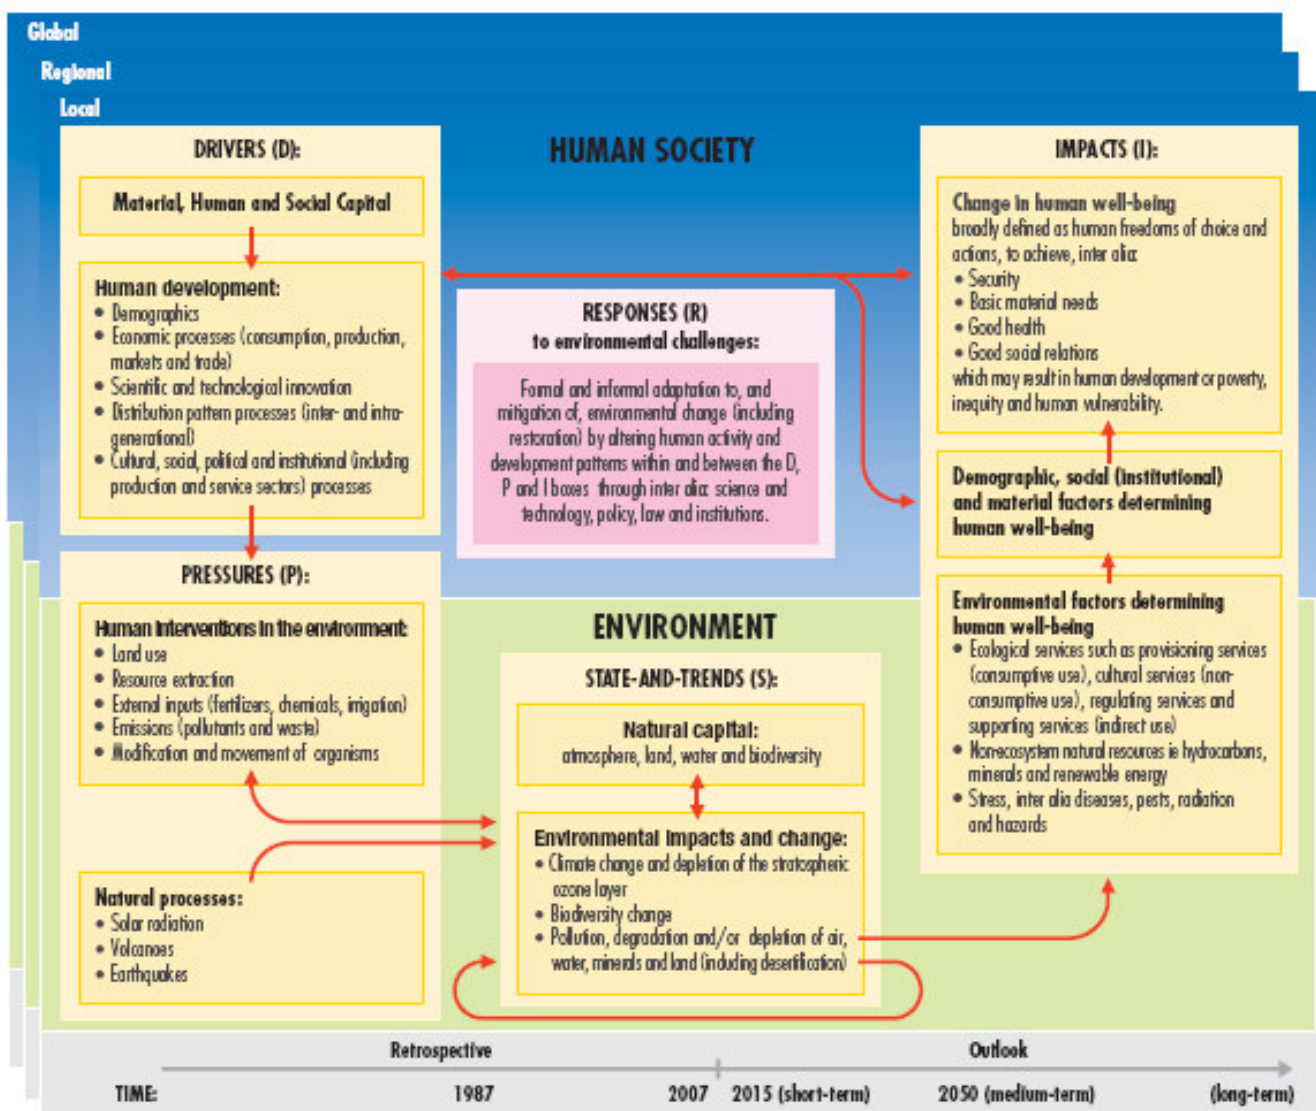 Global
Regional
Local
DRIVERS (D):
Material, Human and Social Capital
Human development:
• Demographics
• Economic processes (consumption, production,
markets and trade)
• Scientific and technological innovation
• Distribution pattern processes (inter- and intra-
generational)
• Cultural, social, political and institutional (including
production and service sectors) processes
PRESSURES (P):
Human interventions in the environment:
• Land use
• Resource extraction
• External inputs (fertilizers, chemicals, irrigation)
• Emissions (pollutants and waste)
• Modification and movement of organisms
Natural processes:
• Solar radiation
• Volcanoes
• Earthquakes
HUMAN SOCIETY
RESPONSES (R)
to environmental challenges:
Formal and informal adaptation to, and
mitigation of, environmental change (including
restoration) by altering human activity and
development patterns within and between the D,
P and I boxes through inter alia: science and
technology, policy, law and institutions.
ENVIRONMENT
STATE-AND-TRENDS (S):
Natural capital:
atmosphere, land, water and biodiversity
Environmental impacts and change:
• Climate change and depletion of the stratospheric
ozone layer
• Biodiversity change
• Pollution, degradation and/or depletion of air,
water, minerals and land (including desertification)
IMPACTS (I):
Change in human well-being
broadly defined as human freedoms of choice and
actions, to achieve, inter alia:
• Security
• Basic material needs
• Good health
• Good social relations
which may result in human development or poverty,
inequity and human vulnerability.
Demographic, social (institutional)
and material factors determining
human well-being
Environmental factors determining
human well-being
• Ecological services such as provisioning services
(consumptive use), cultural services (non-
consumptive use), regulating services and
supporting services (indirect use)
• Non-ecosystem natural resources ie hydrocarbons,
minerals and renewable energy
• Stress, inter alia diseases, pests, radiation
and hazards
Retrospective
Outlook
TIME:
1987
2007
2015 (short-term)
2050 (medium-term)
(long-term)